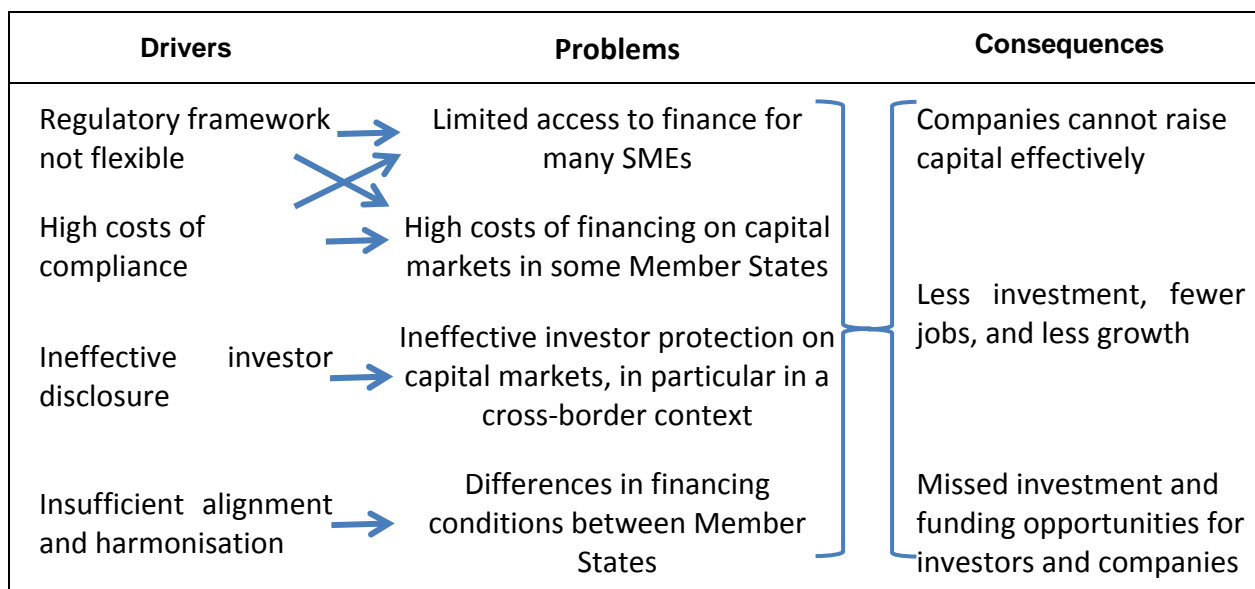 Drivers
Problems
Consequences
Regulatory framework
not flexible
High costs of
compliance
Ineffective investor
disclosure
Insufficient alignment
and harmonisation
Limited access to finance for
many SMEs
High costs of financing on capital
markets in some Member States
Ineffective investor protection on
capital markets, in particular in a
cross-border context
Differences in financing
conditions between Member
States
Companies cannot raise
capital effectively
Less investment, fewer
jobs, and less growth
Missed investment and
funding opportunities for
investors and companies